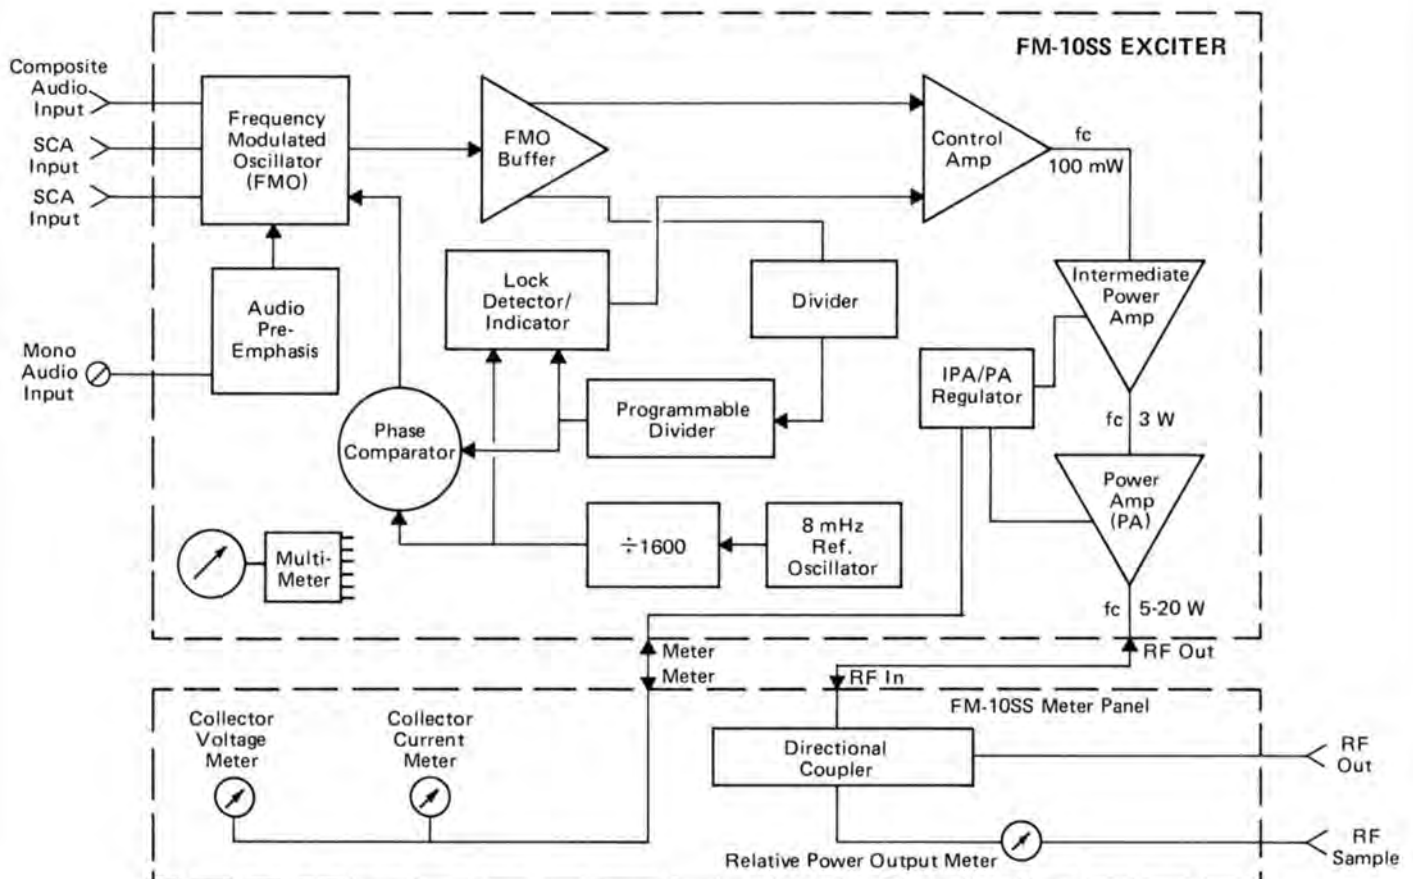 FM-10SS EXCITER
Composite
Audio
Input
SCA
Input
SCA
Input
Frequency
Modulated
Oscillator
(FMO)
FMO
Buffer
Control
Amp
fc
100 mW
Audio
Pre-
Emphasis
Mono
Audio
Input
Lock
Detector/
Indicator
Divider
Intermediate
Power
Amp
IPA/PA
Regulator
fc 3 W
Phase
Comparator
Programmable
Divider
Power
Amp
(PA)
÷1600
8 mHz
Ref.
Oscillator
Multi-
Meter
fc 5-20 W
Meter
RF Out
Meter
RF In
FM-10SS Meter Panel
Collector
Voltage
Meter
Collector
Current
Meter
Directional
Coupler
RF
Out
Relative Power Output Meter
RF
Sample